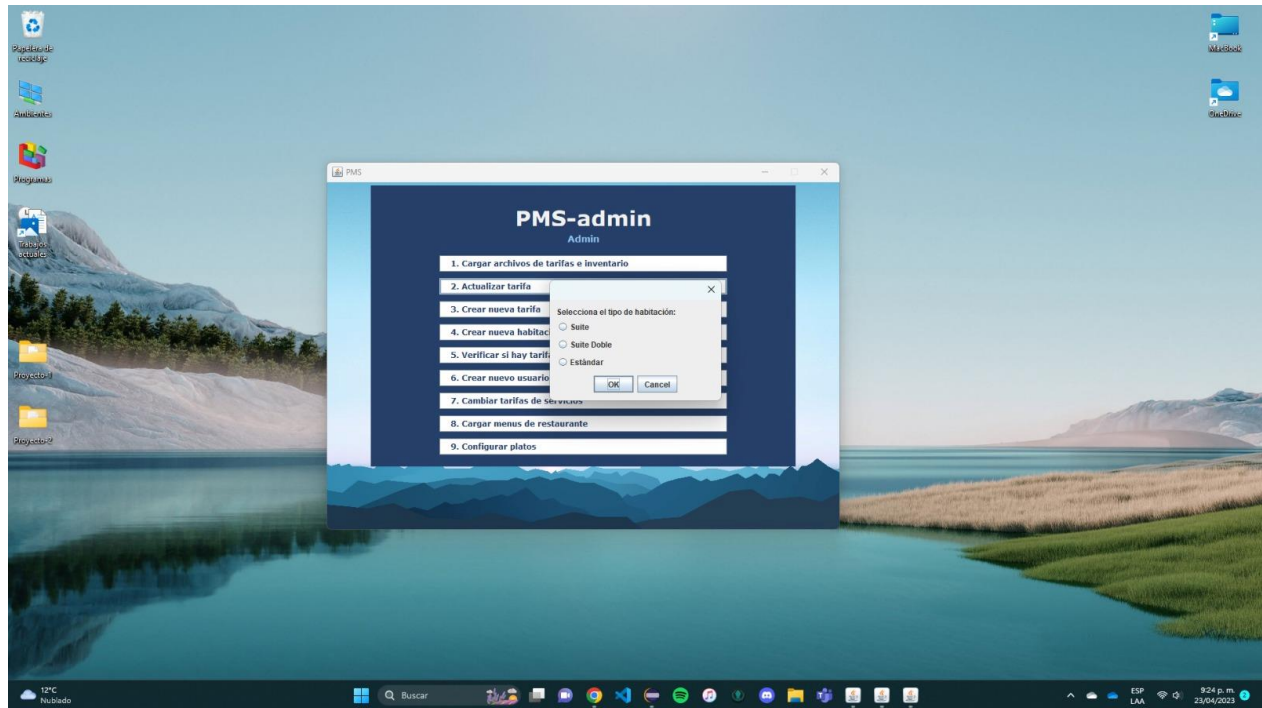 Papelera de
reciclaje
Ambientes
Programas
Trabajos
actuales
Proyecto-1
Proyecto-2
MacBook
OneDrive
PMS
PMS-admin
Admin
1. Cargar archivos de tarifas e inventario
2. Actualizar tarifa
3. Crear nueva tarifa
4. Crear nueva habitac
5. Verificar si hay tarifa
6. Crear nuevo usuario
7. Cambiar tarifas de servicios
8. Cargar menus de restaurante
9. Configurar platos
Selecciona el tipo de habitación:
Suite
Suite Doble
Estándar
OK Cancel
12°C
Nublado
Buscar
ESP
LAA
9:24 p. m.
23/04/2023
2